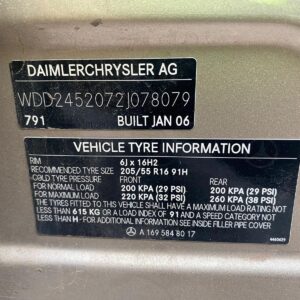 DAIMLERCHRYSLER AG
WDD2452072J078079
791 BUILT JAN 06
VEHICLE TYRE INFORMATION
RIM 6J x 16H2
RECOMMENDED TYRE SIZE 205/55 R16 91H
COLD TYRE PRESSURE FRONT REAR
FOR NORMAL LOAD 200 KPA (29 PSI) 200 KPA (29 PSI)
FOR MAXIMUM LOAD 220 KPA (32 PSI) 260 KPA (38 PSI)
THE TYRES FITTED TO THIS VEHICLE SHALL HAVE A MAXIMUM LOAD RATING NOT
LESS THAN 615 KG OR A LOAD INDEX OF 91 AND A SPEED CATEGORY NOT
LESS THAN H - FOR ADDITIONAL INFORMATION SEE INSIDE FILLER PIPE COVER
A 169 584 80 17